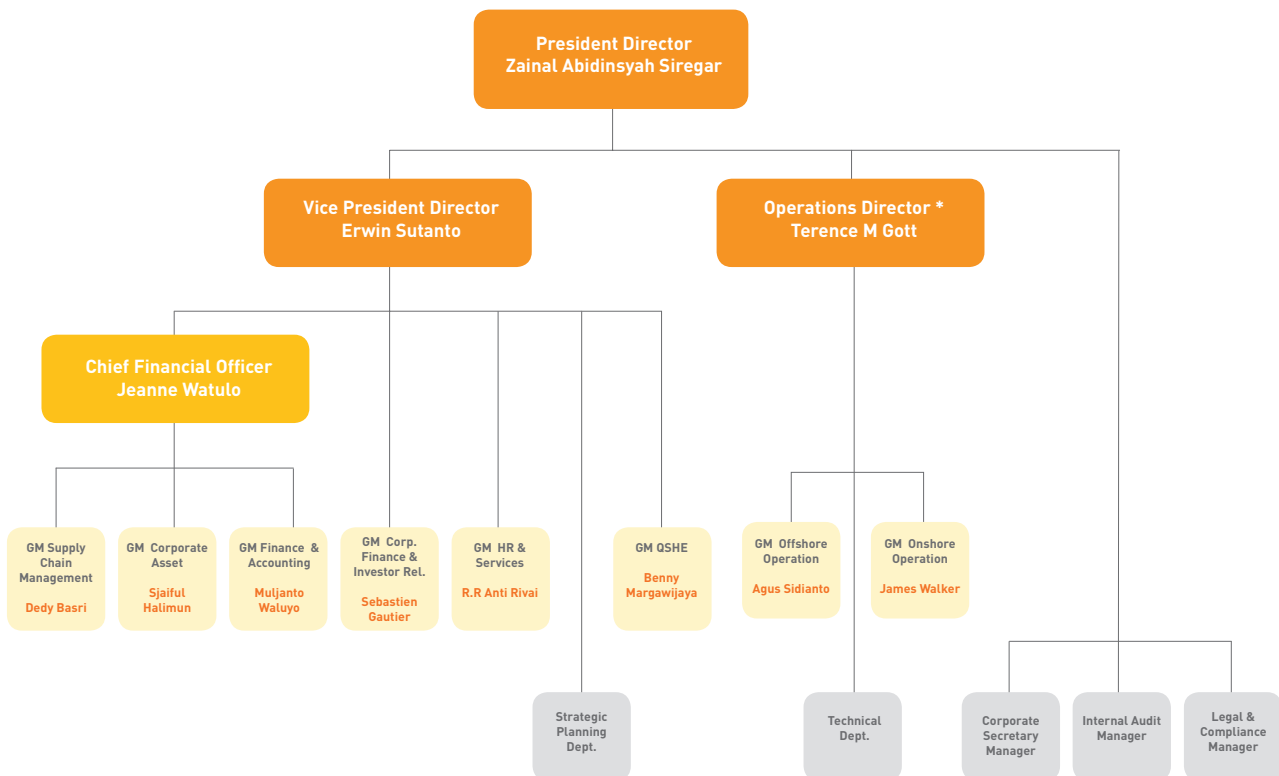 President Director
Zainal Abidinsyah Siregar
Vice President Director
Erwin Sutanto
Operations Director *
Terence M Gott
Chief Financial Officer
Jeanne Watulo
GM Supply
Chain
Management
Dedy Basri
GM Corporate
Asset
Sjaiful
Halimun
GM Finance &
Accounting
Muljanto
Waluyo
GM Corp.
Finance &
Investor Rel.
Sebastien
Gautier
GM HR &
Services
R.R Anti Rivai
GM QSHE
Benny
Margawijaya
GM Offshore
Operation
Agus Sidianto
GM Onshore
Operation
James Walker
Strategic
Planning
Dept.
Technical
Dept.
Corporate
Secretary
Manager
Internal Audit
Manager
Legal &
Compliance
Manager